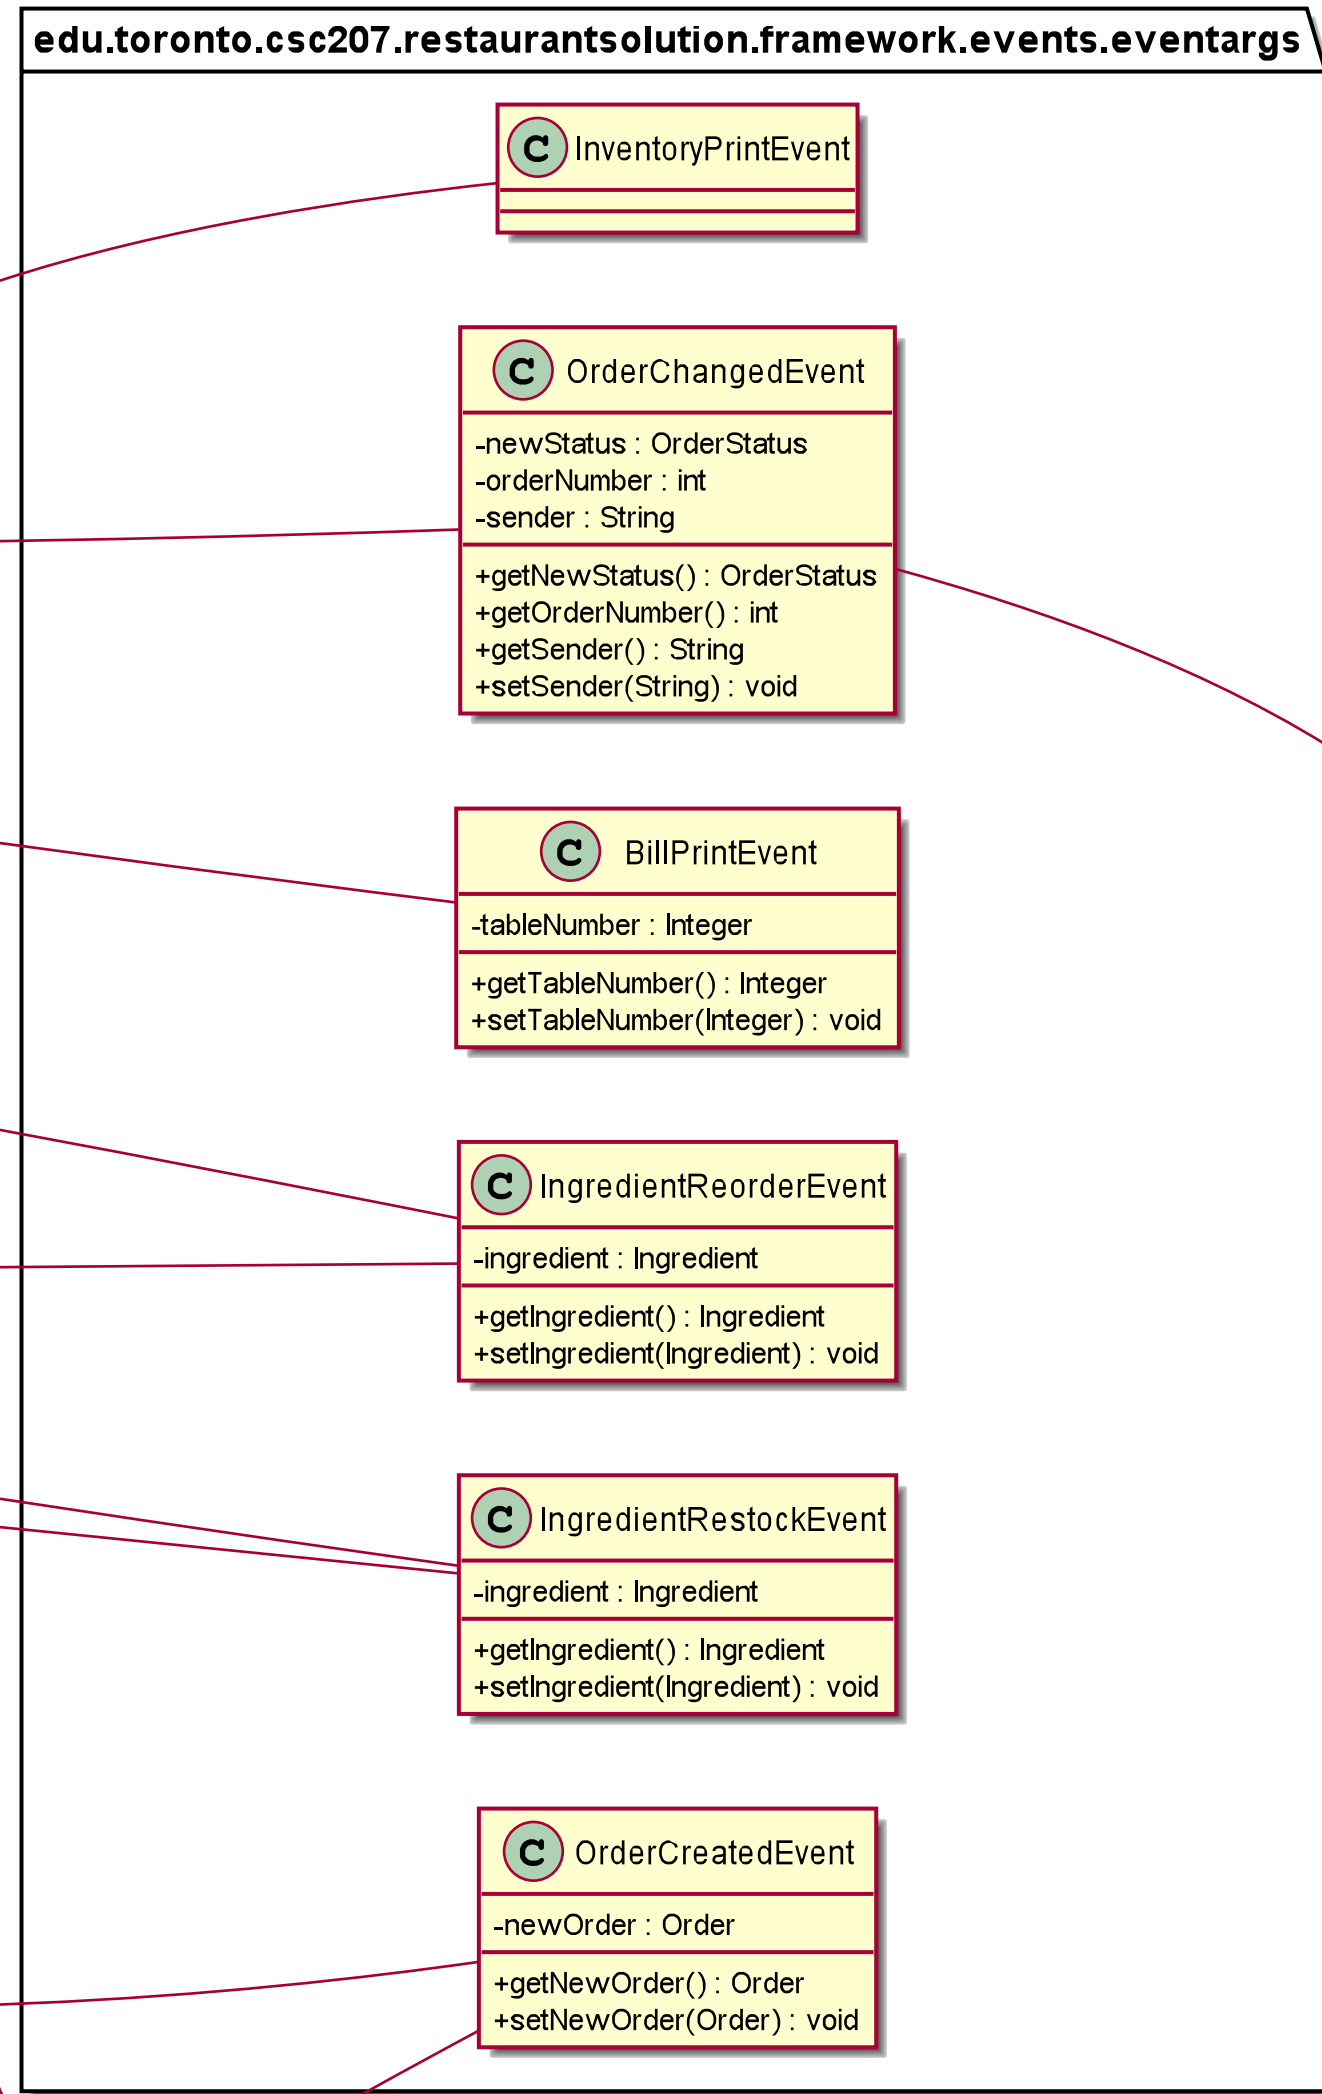 edu.toronto.csc207.restaurantsolution.framework.events.eventargs
C InventoryPrintEvent
C OrderChangedEvent
-newStatus : OrderStatus
-orderNumber : int
-sender : String
+getNewStatus() : OrderStatus
+getOrderNumber() : int
+getSender() : String
+setSender(String) : void
C BillPrintEvent
-tableNumber : Integer
+getTableNumber() : Integer
+setTableNumber(Integer) : void
C IngredientReorderEvent
-ingredient : Ingredient
+getIngredient() : Ingredient
+setIngredient(Ingredient) : void
C IngredientRestockEvent
-ingredient : Ingredient
+getIngredient() : Ingredient
+setIngredient(Ingredient) : void
C OrderCreatedEvent
-newOrder : Order
+getNewOrder() : Order
+setNewOrder(Order) : void